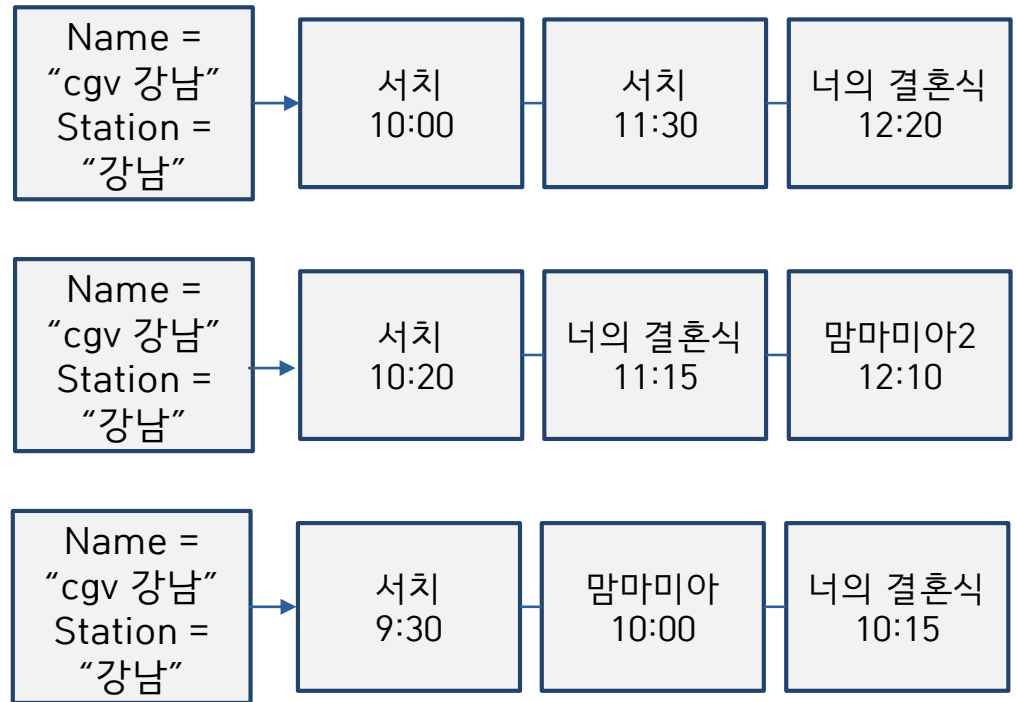 Name =
“cgv 강남”
Station =
“강남”
서치
10:00
서치
11:30
너의 결혼식
12:20
Name =
“cgv 강남”
Station =
“강남”
서치
10:20
너의 결혼식
11:15
맘마미아2
12:10
Name =
“cgv 강남”
Station =
“강남”
서치
9:30
맘마미아
10:00
너의 결혼식
10:15